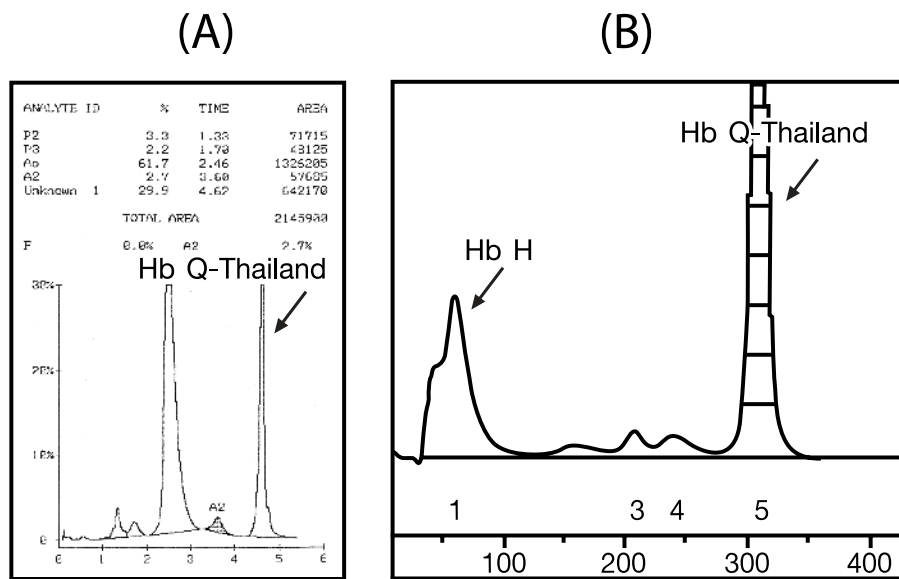 (A)
ANALYTE ID % TIME AREA
P2 3.3 1.33 71715
P3 2.2 1.70 48125
Ao 61.7 2.46 1326205
A2 2.7 3.60 57685
Unknown 1 29.9 4.62 642170
TOTAL AREA 2145900
F 0.0% A2 2.7%
Hb Q-Thailand
30%
20%
10%
0
A2
0 1 2 3 4 5 6
(B)
Hb Q-Thailand
Hb H
1 3 4 5
100 200 300 400